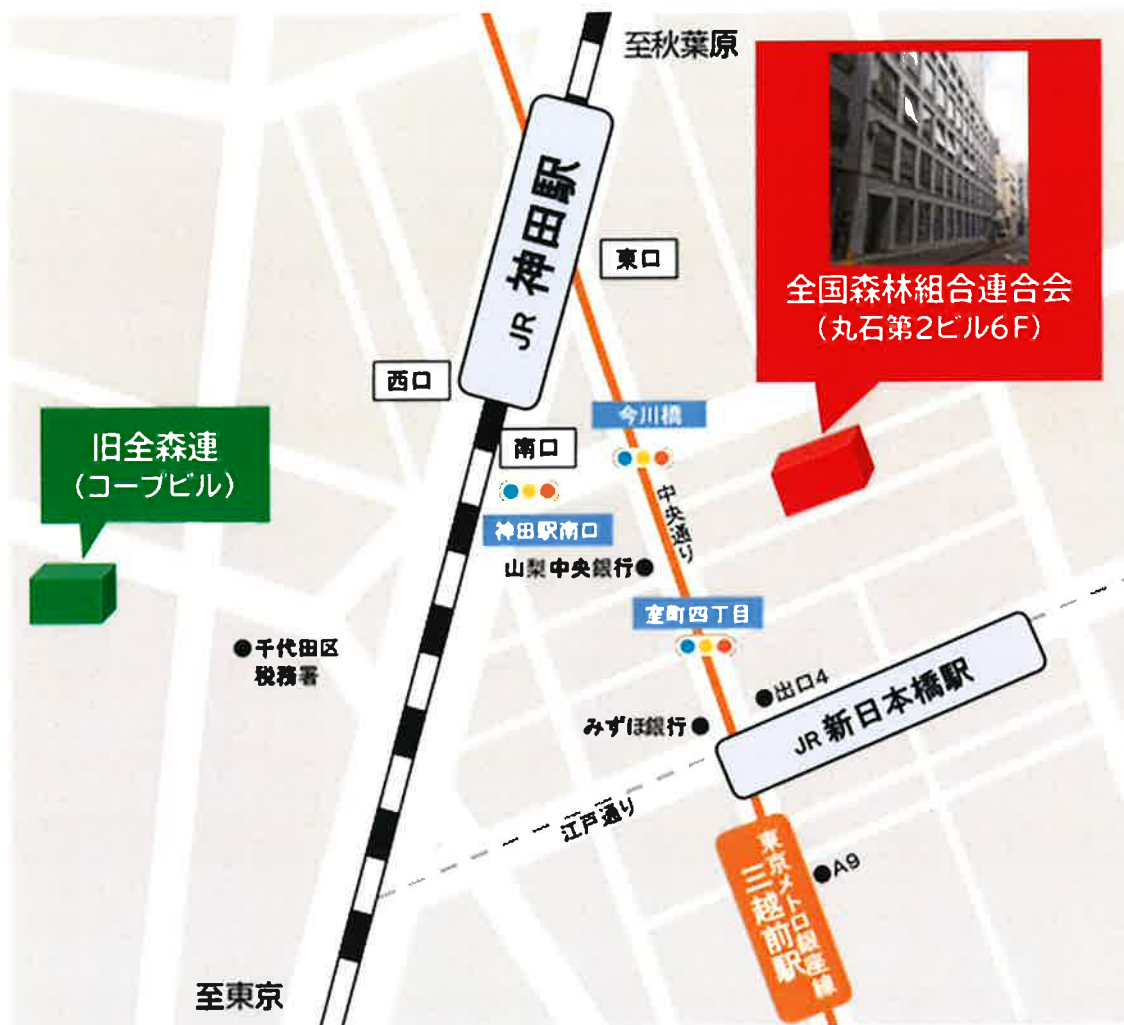 至秋葉原
JR 神田駅
東口
西口
南口
全国森林組合連合会
(丸石第2ビル6F)
旧全森連
(コープビル)
今川橋
神田駅南口
中央通り
山梨中央銀行
室町四丁目
千代田区
税務署
出口4
みずほ銀行
JR 新日本橋駅
江戸通り
東京メトロ銀座線
三越前駅
A9
至東京